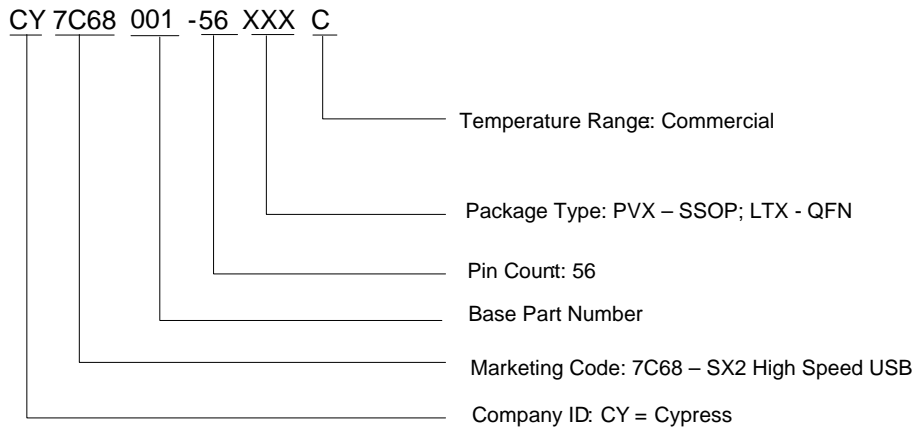 CY 7C68 001 -56 XXX C
Temperature Range: Commercial
Package Type: PVX – SSOP; LTX - QFN
Pin Count: 56
Base Part Number
Marketing Code: 7C68 – SX2 High Speed USB
Company ID: CY = Cypress